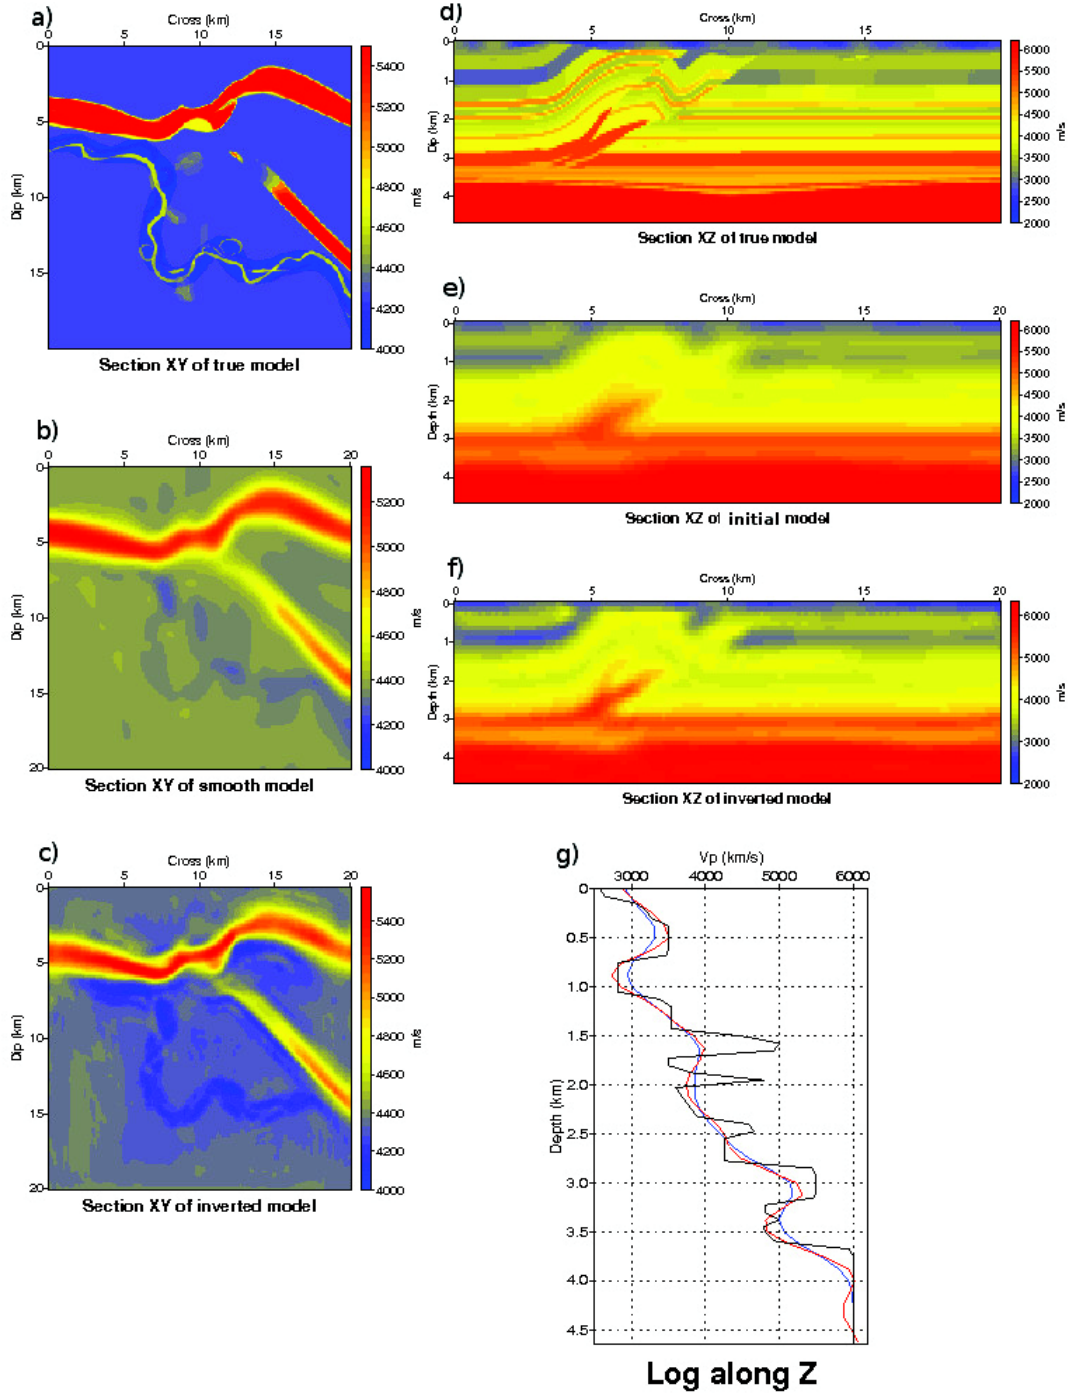 a)
Cross (km)
0 5 10 15
0
5
10
15
Dip (km)
5400
5200
5000
4800
4600
4400
4200
4000
m/s
Section XY of true model
b)
Cross (km)
0 5 10 15 20
0
5
10
15
20
Dip (km)
5200
5000
4800
4600
4400
4200
4000
m/s
Section XY of smooth model
c)
Cross (km)
0 5 10 15 20
0
5
10
15
20
Dip (km)
5400
5200
5000
4800
4600
4400
4200
4000
m/s
Section XY of inverted model
d)
Cross (km)
0 5 10 15
0
1
2
3
4
Dip (km)
6000
5500
5000
4500
4000
3500
3000
2500
2000
m/s
Section XZ of true model
e)
Cross (km)
0 5 10 15 20
0
1
2
3
4
Depth (km)
6000
5500
5000
4500
4000
3500
3000
2500
2000
m/s
Section XZ of initial model
f)
Cross (km)
0 5 10 15 20
0
1
2
3
4
Depth (km)
6000
5000
4000
3000
2000
m/s
Section XZ of inverted model
g)
Vp (km/s)
3000 4000 5000 6000
0
0.5
1.0
1.5
2.0
2.5
3.0
3.5
4.0
4.5
Depth (km)
Log along Z